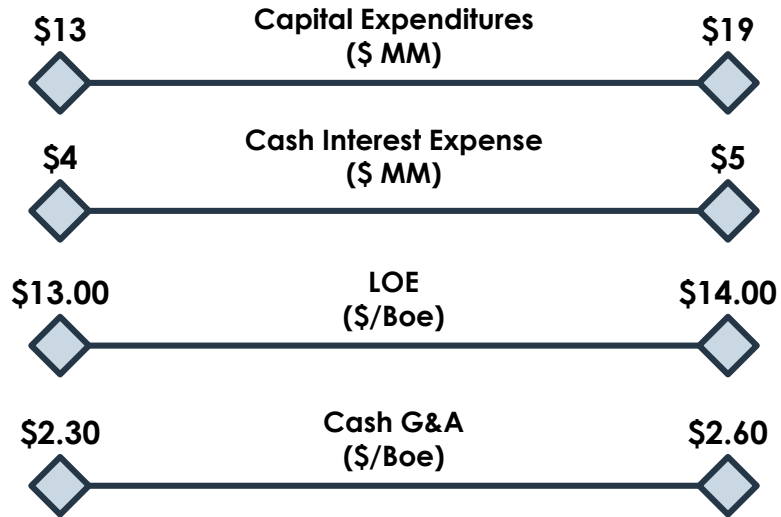 $13 Capital Expenditures $19
($ MM)
$4 Cash Interest Expense $5
($ MM)
$13.00 LOE $14.00
($/Boe)
$2.30 Cash G&A $2.60
($/Boe)